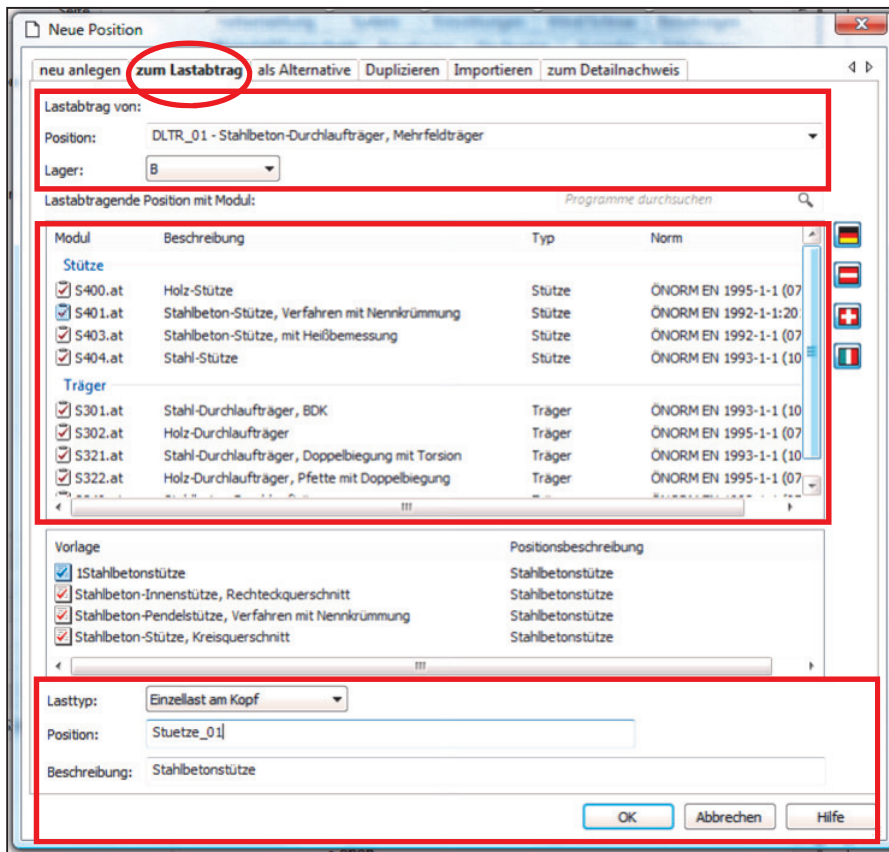 Neue Position
neu anlegen zum Lastabtrag als Alternative Duplizieren Importieren zum Detailnachweis
Lastabtrag von:
Position: DLTR_01 - Stahlbeton-Durchlaufträger, Mehrfeldträger
Lager: B
Lastabtragende Position mit Modul: Programme durchsuchen
Modul Beschreibung Typ Norm
Stütze
S400.at Holz-Stütze Stütze ÖNORM EN 1995-1-1 (07
S401.at Stahlbeton-Stütze, Verfahren mit Nennkrümmung Stütze ÖNORM EN 1992-1-1:20
S403.at Stahlbeton-Stütze, mit Heißbemessung Stütze ÖNORM EN 1992-1-1 (07
S404.at Stahl-Stütze Stütze ÖNORM EN 1993-1-1 (10
Träger
S301.at Stahl-Durchlaufträger, BDK Träger ÖNORM EN 1993-1-1 (10
S302.at Holz-Durchlaufträger Träger ÖNORM EN 1995-1-1 (07
S321.at Stahl-Durchlaufträger, Doppelbiegung mit Torsion Träger ÖNORM EN 1993-1-1 (10
S322.at Holz-Durchlaufträger, Pfette mit Doppelbiegung Träger ÖNORM EN 1995-1-1 (07
Vorlage Positionsbeschreibung
1Stahlbetonstütze Stahlbetonstütze
Stahlbeton-Innenstütze, Rechteckquerschnitt Stahlbetonstütze
Stahlbeton-Pendelstütze, Verfahren mit Nennkrümmung Stahlbetonstütze
Stahlbeton-Stütze, Kreisquerschnitt Stahlbetonstütze
Lasttyp: Einzellast am Kopf
Position: Stuetze_01
Beschreibung: Stahlbetonstütze
OK Abbrechen Hilfe